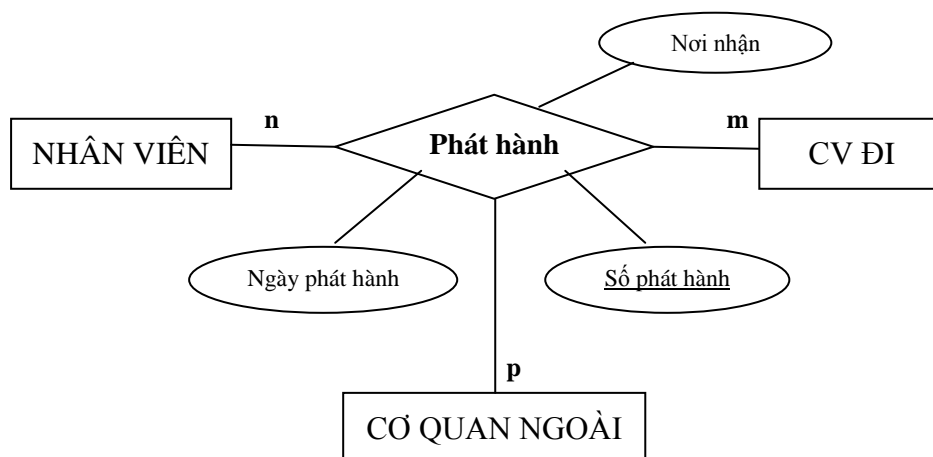 Nơi nhận
n
m
NHÂN VIÊN
Phát hành
CV ĐI
Ngày phát hành
Số phát hành
p
CƠ QUAN NGOÀI